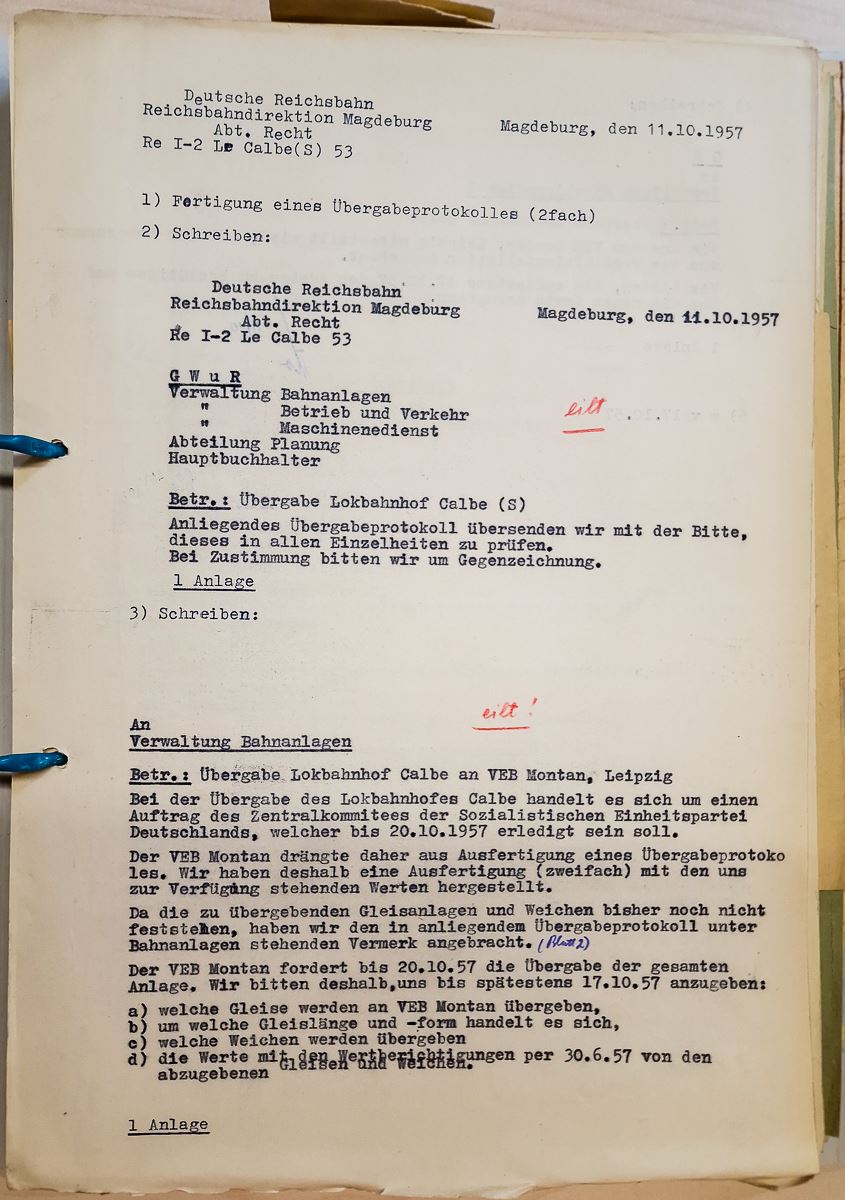 Deutsche Reichsbahn
Reichsbahndirektion Magdeburg
Abt. Recht
Re I-2 Le Calbe(S) 53
Magdeburg, den 11.10.1957
1) Fertigung eines Übergabeprotokolles (2fach)
2) Schreiben:
Deutsche Reichsbahn
Reichsbahndirektion Magdeburg
Abt. Recht
Re I-2 Le Calbe 53
Magdeburg, den 11.10.1957
G W u R
Verwaltung Bahnanlagen
" Betrieb und Verkehr
" Maschinenedienst
Abteilung Planung
Hauptbuchhalter
eilt
Betr.: Übergabe Lokbahnhof Calbe (S)
Anliegendes Übergabeprotokoll übersenden wir mit der Bitte,
dieses in allen Einzelheiten zu prüfen.
Bei Zustimmung bitten wir um Gegenzeichnung.
1 Anlage
3) Schreiben:
eilt!
An
Verwaltung Bahnanlagen
Betr.: Übergabe Lokbahnhof Calbe an VEB Montan, Leipzig
Bei der Übergabe des Lokbahnhofes Calbe handelt es sich um einen
Auftrag des Zentralkommitees der Sozialistischen Einheitspartei
Deutschlands, welcher bis 20.10.1957 erledigt sein soll.
Der VEB Montan drängte daher aus Ausfertigung eines Übergabeprotoko
les. Wir haben deshalb eine Ausfertigung (zweifach) mit den uns
zur Verfügung stehenden Werten hergestellt.
Da die zu übergebenden Gleisanlagen und Weichen bisher noch nicht
feststehen, haben wir den in anliegendem Übergabeprotokoll unter
Bahnanlagen stehenden Vermerk angebracht. (Blatt 2)
Der VEB Montan fordert bis 20.10.57 die Übergabe der gesamten
Anlage. Wir bitten deshalb,uns bis spätestens 17.10.57 anzugeben:
a) welche Gleise werden an VEB Montan übergeben,
b) um welche Gleislänge und -form handelt es sich,
c) welche Weichen werden übergeben
d) die Werte mit den Wertberichtigungen per 30.6.57 von den
abzugebenen Gleisen und Weichen.
1 Anlage